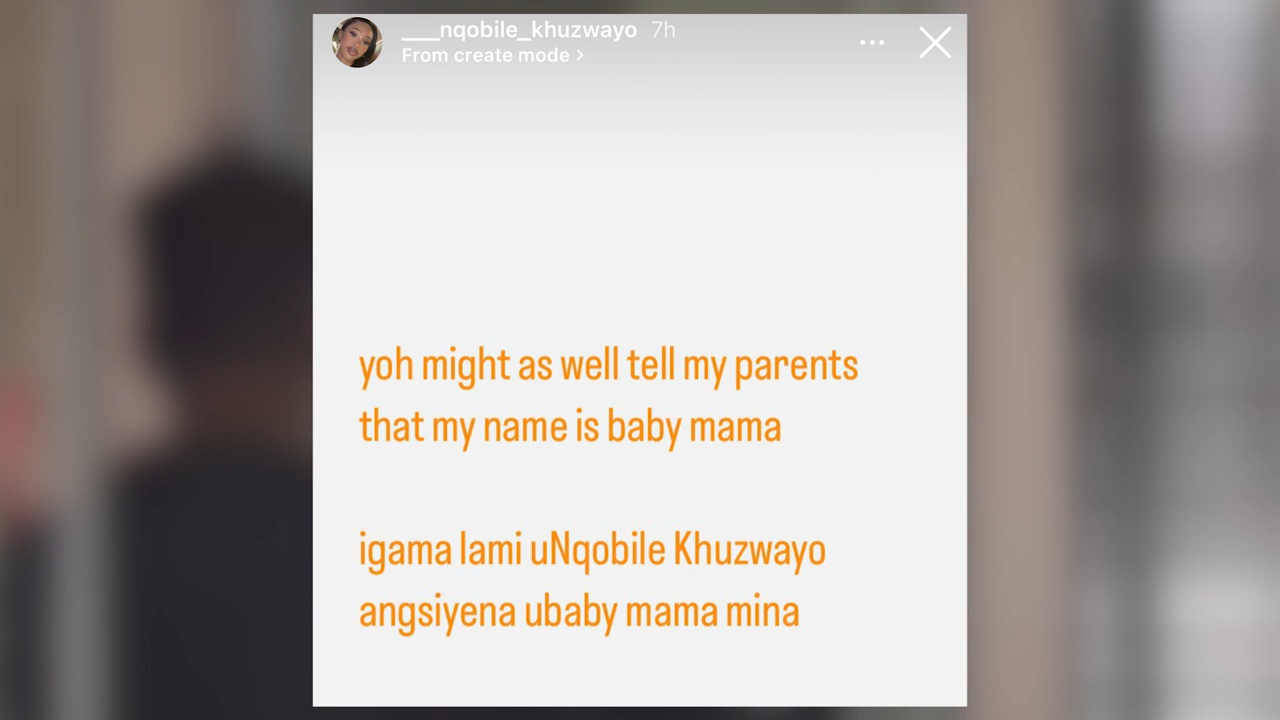 ___nqobile_khuzwayo 7h
From create mode >
yoh might as well tell my parents
that my name is baby mama
igama lami uNqobile Khuzwayo
angsiyena ubaby mama mina